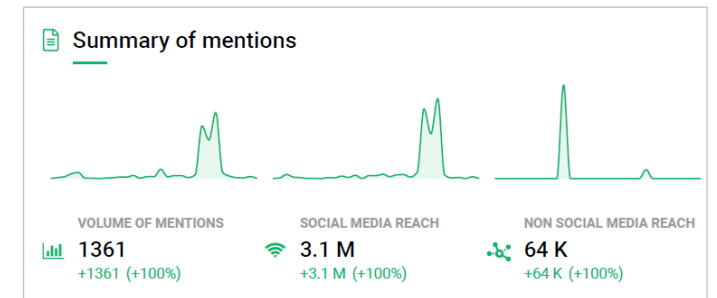 Summary of mentions
VOLUME OF MENTIONS
1361
+1361 (+100%)
SOCIAL MEDIA REACH
3.1 M
+3.1 M (+100%)
NON SOCIAL MEDIA REACH
64 K
+64 K (+100%)